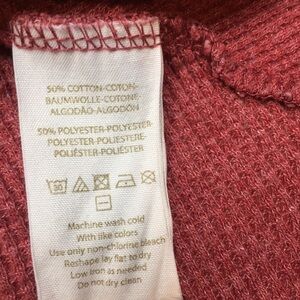 50% COTTON-COTON-
BAUMWOLLE-COTONE
ALGODÃO-ALGODÓN
50% POLYESTER-POLYESTER-
POLYESTER-POLIESTERE-
POLIÉSTER-POLIÉSTER
30
Machine wash cold
With like colors
Use only non-chlorine bleach
Reshape lay flat to dry
Low iron as needed
Do not dry clean